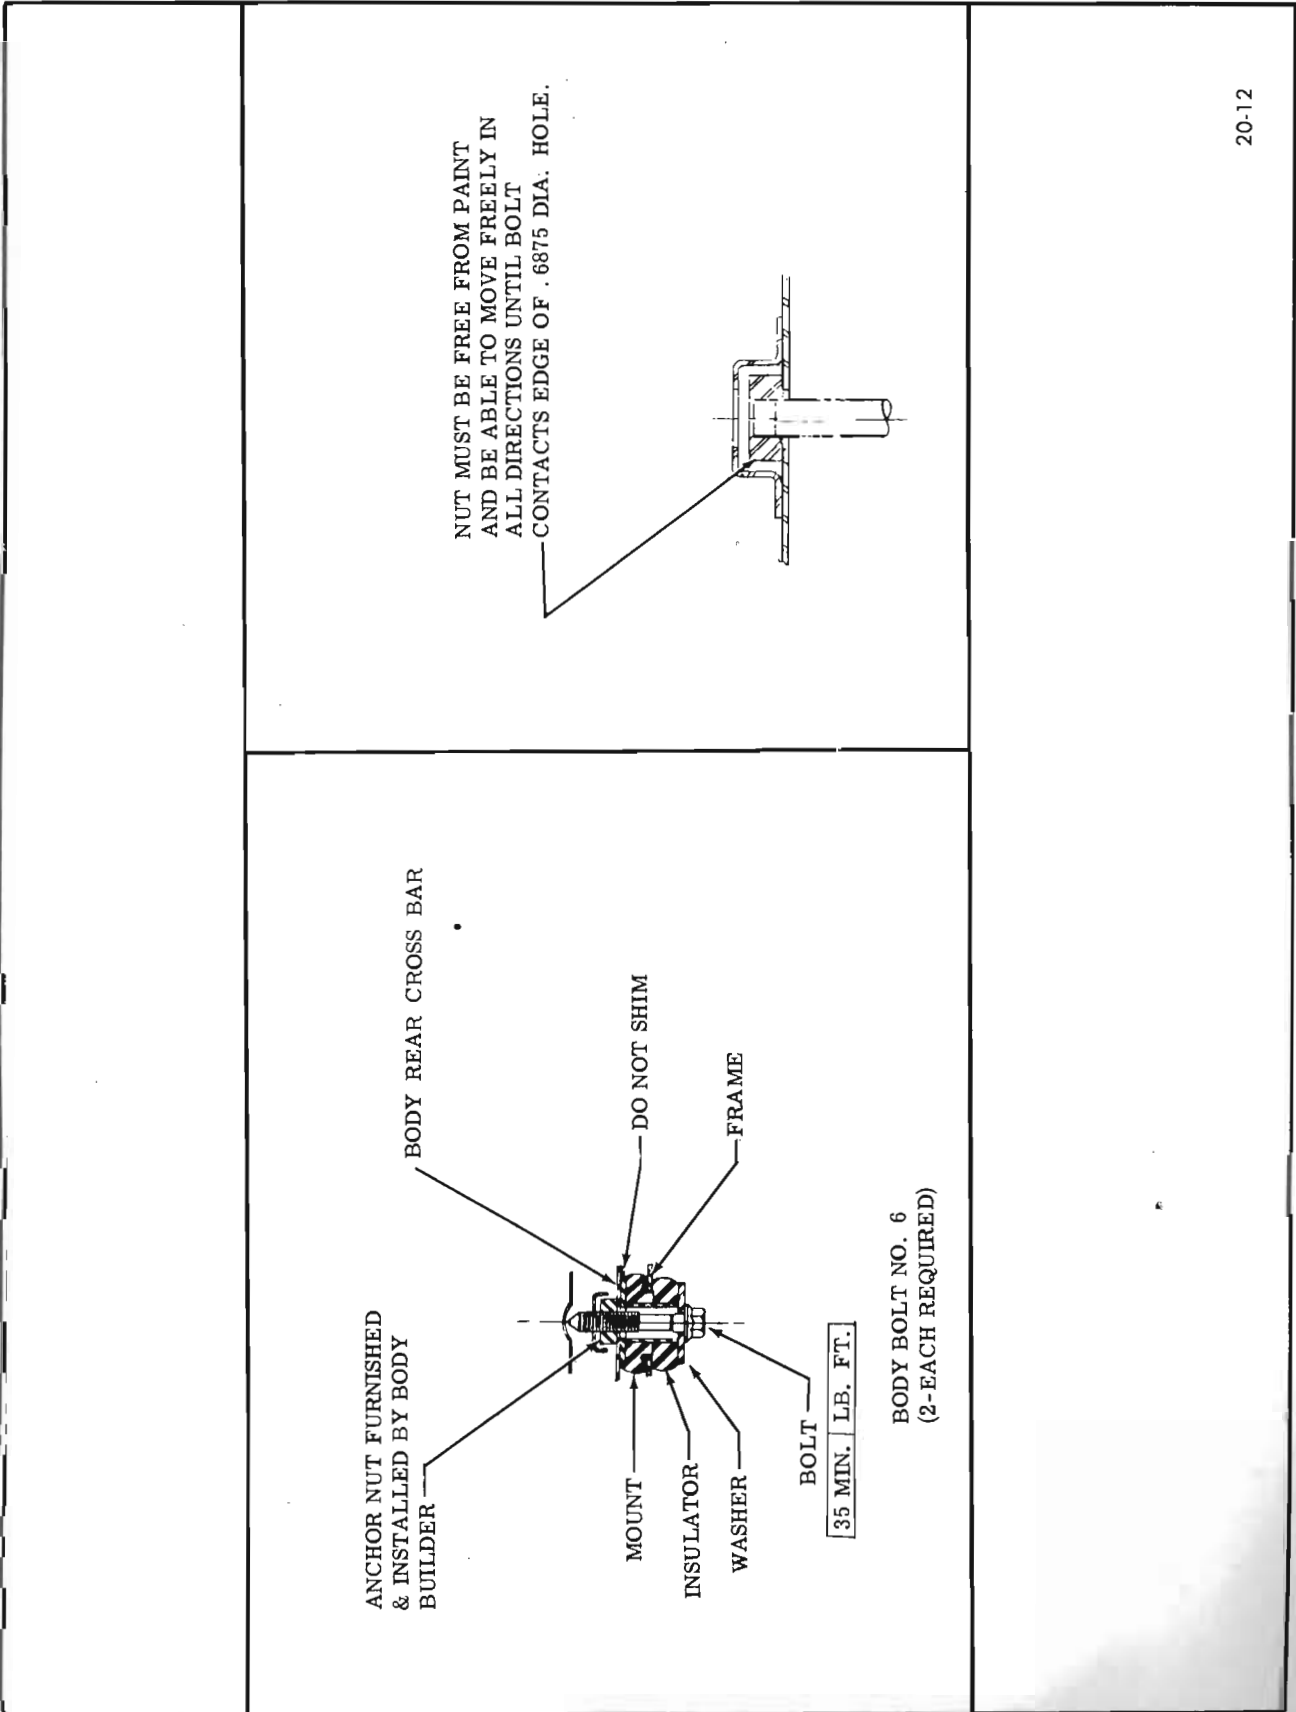 ANCHOR NUT FURNISHED
& INSTALLED BY BODY
BUILDER
BODY REAR CROSS BAR
MOUNT
DO NOT SHIM
INSULATOR
FRAME
WASHER
BOLT
35 MIN. LB. FT.
BODY BOLT NO. 6
(2-EACH REQUIRED)
NUT MUST BE FREE FROM PAINT
AND BE ABLE TO MOVE FREELY IN
ALL DIRECTIONS UNTIL BOLT
CONTACTS EDGE OF .6875 DIA. HOLE.
20-12